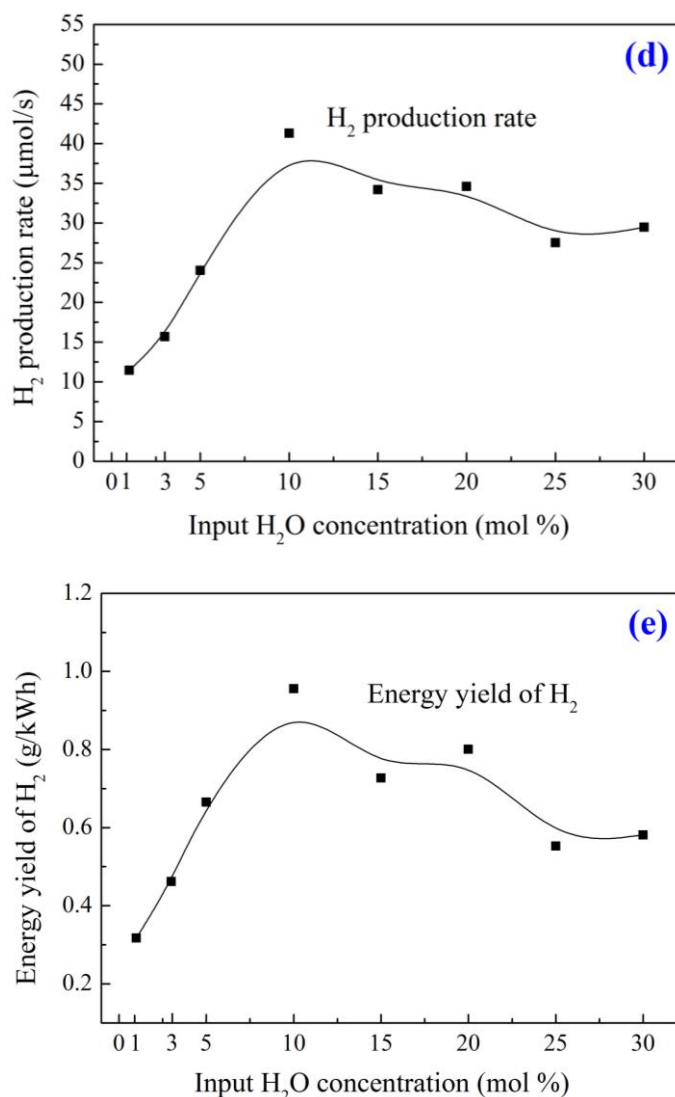 (d)
H₂ production rate
H₂ production rate (μmol/s)
55
50
45
40
35
30
25
20
15
10
5
0
0 1 3 5 10 15 20 25 30
Input H₂O concentration (mol %)
(e)
Energy yield of H₂
Energy yield of H₂ (g/kWh)
1.2
1.0
0.8
0.6
0.4
0.2
0 1 3 5 10 15 20 25 30
Input H₂O concentration (mol %)